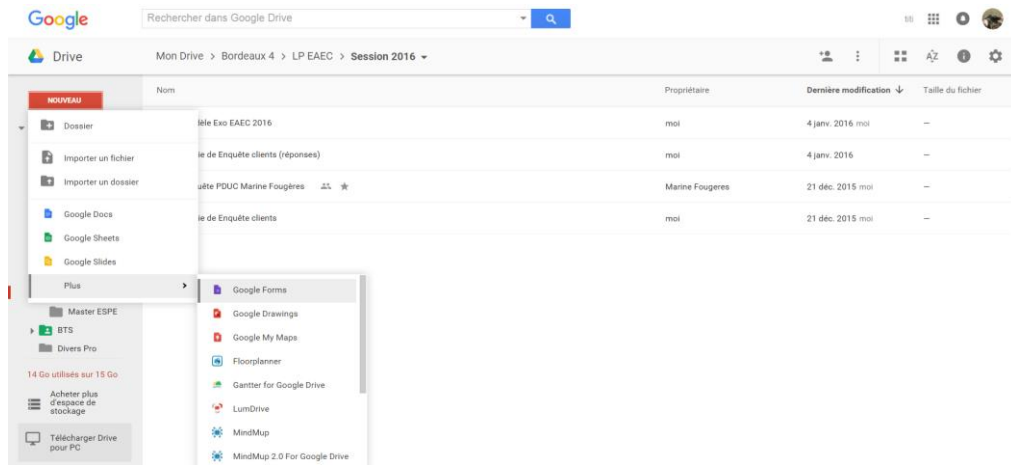 Google
Rechercher dans Google Drive
Drive
Mon Drive > Bordeaux 4 > LP EAEC > Session 2016
AZ
NOUVEAU
Nom
Propriétaire
Dernière modification
Taille du fichier
Dossier
Importer un fichier
Importer un dossier
Google Docs
Google Sheets
Google Slides
Plus
dèle Exo EAEC 2016
moi
4 janv. 2016 moi
–
ie de Enquête clients (réponses)
moi
4 janv. 2016
–
uête PDUC Marine Fougères
Marine Fougeres
21 déc. 2015 moi
–
ie de Enquête clients
moi
21 déc. 2015 moi
–
Google Forms
Google Drawings
Google My Maps
Floorplanner
Gantter for Google Drive
LumDrive
MindMup
MindMup 2.0 For Google Drive
Master ESPE
BTS
Divers Pro
14 Go utilisés sur 15 Go
Acheter plus
d'espace de
stockage
Télécharger Drive
pour PC